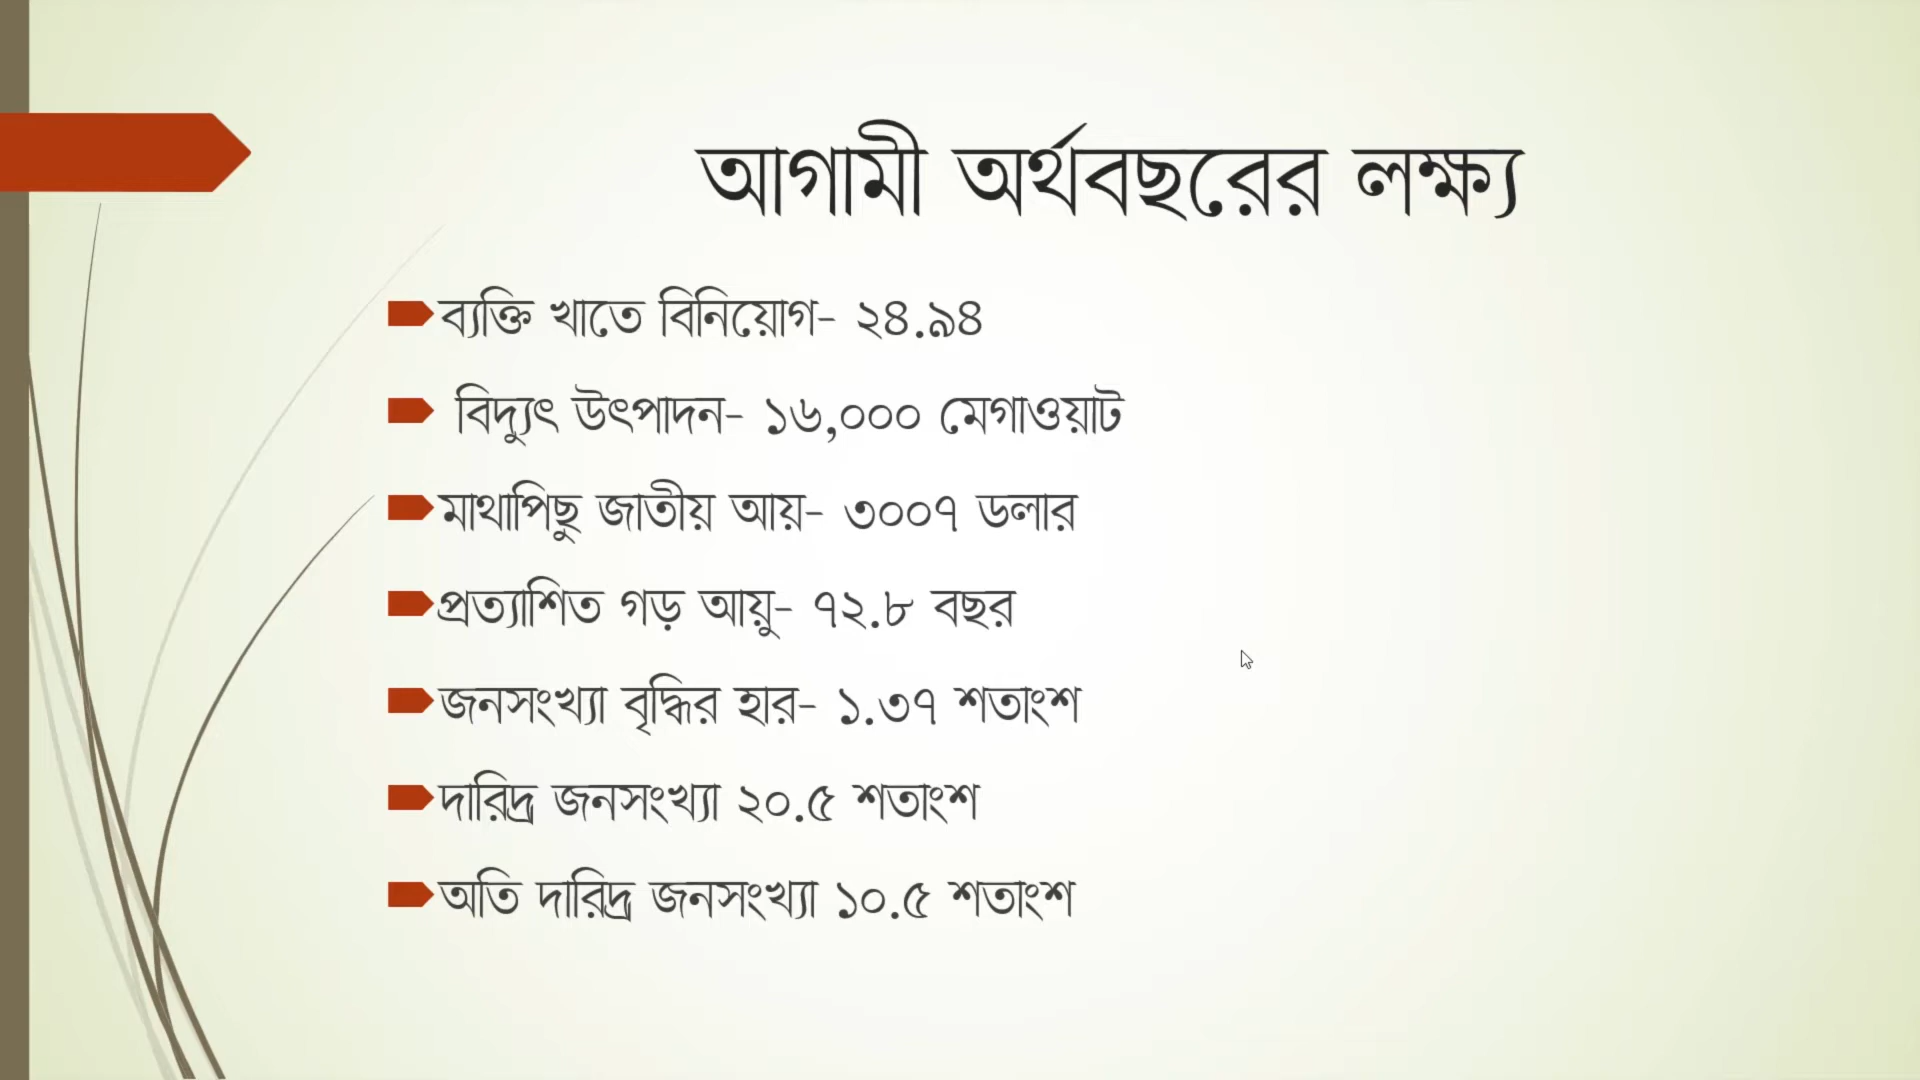 আগামী অর্থবছরের লক্ষ্য
ব্যক্তি খাতে বিনিয়োগ- ২৪.৯৪
বিদ্যুৎ উৎপাদন- ১৬,০০০ মেগাওয়াট
মাথাপিছু জাতীয় আয়- ৩০০৭ ডলার
প্রত্যাশিত গড় আয়ু- ৭২.৮ বছর
জনসংখ্যা বৃদ্ধির হার- ১.৩৭ শতাংশ
দারিদ্র জনসংখ্যা ২০.৫ শতাংশ
অতি দারিদ্র জনসংখ্যা ১০.৫ শতাংশ